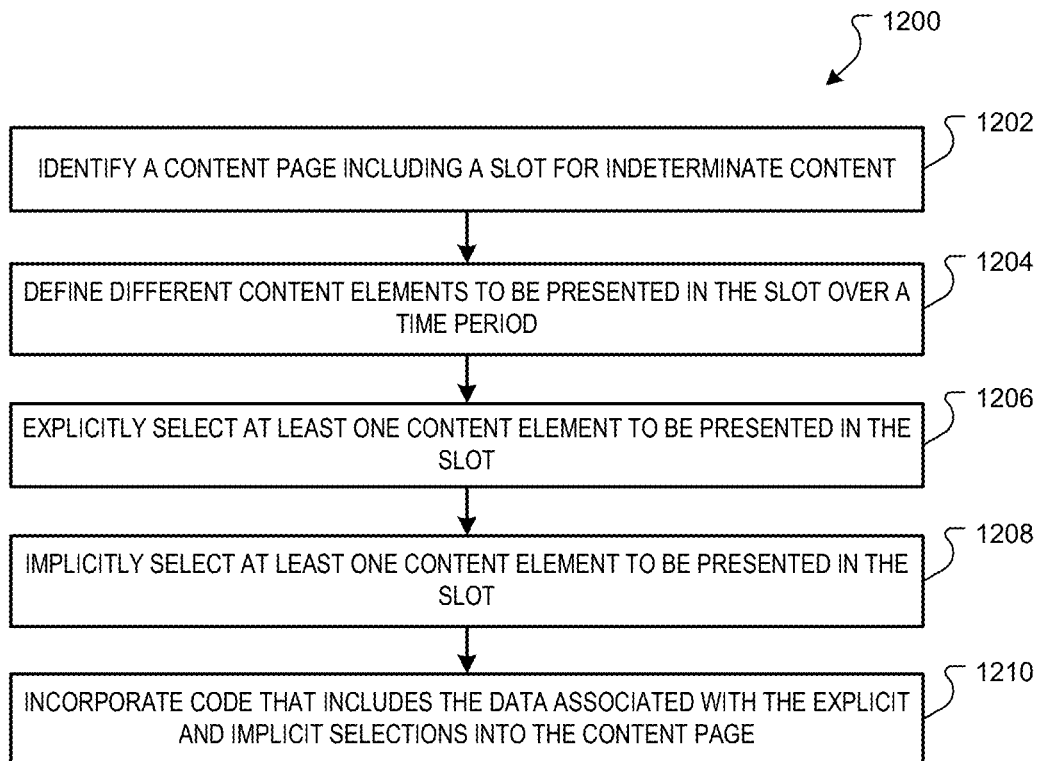 1200
1202
IDENTIFY A CONTENT PAGE INCLUDING A SLOT FOR INDETERMINATE CONTENT
1204
DEFINE DIFFERENT CONTENT ELEMENTS TO BE PRESENTED IN THE SLOT OVER A
TIME PERIOD
1206
EXPLICITLY SELECT AT LEAST ONE CONTENT ELEMENT TO BE PRESENTED IN THE
SLOT
1208
IMPLICITLY SELECT AT LEAST ONE CONTENT ELEMENT TO BE PRESENTED IN THE
SLOT
1210
INCORPORATE CODE THAT INCLUDES THE DATA ASSOCIATED WITH THE EXPLICIT
AND IMPLICIT SELECTIONS INTO THE CONTENT PAGE